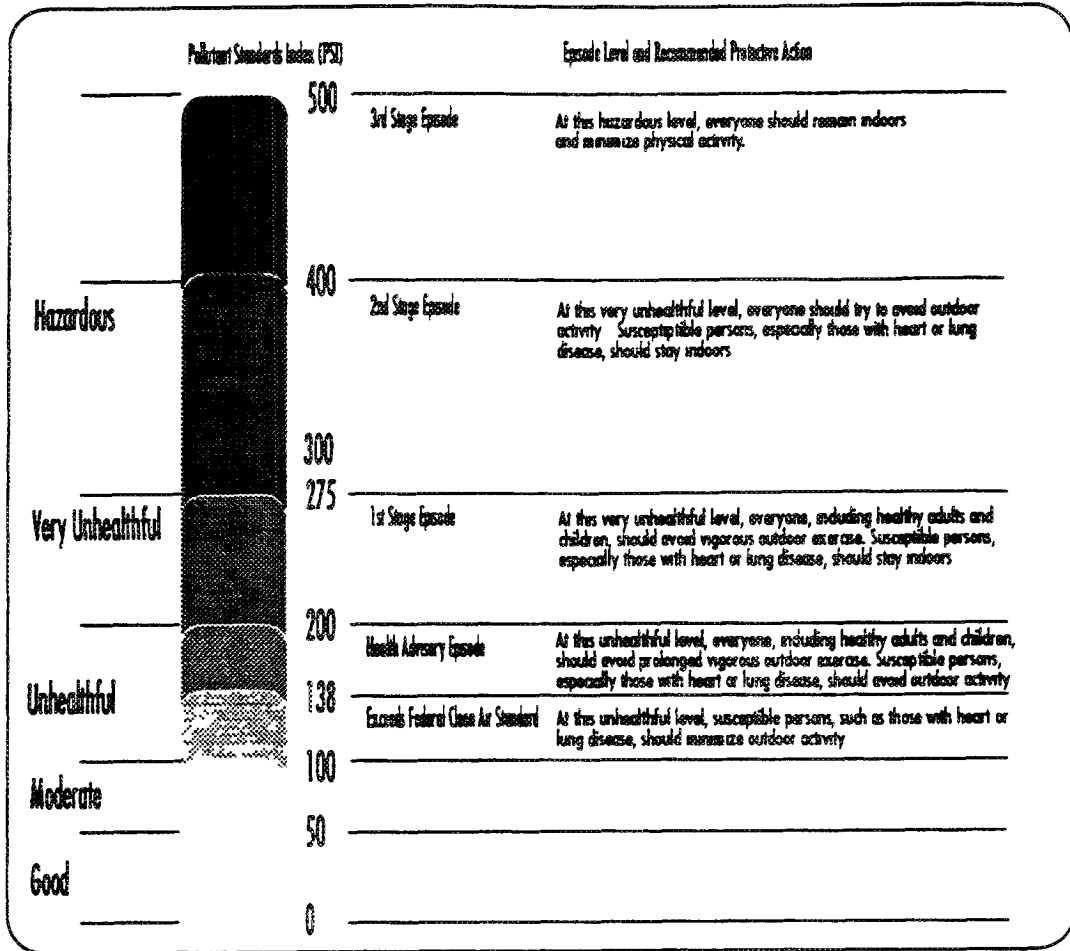 Pollutant Standards Index (PSI)
Episode Level and Recommended Protective Action
500
3rd Stage Episode
At this hazardous level, everyone should remain indoors
and minimize physical activity.
400
Hazardous
2nd Stage Episode
At this very unhealthful level, everyone should try to avoid outdoor
activity Susceptiptible persons, especially those with heart or lung
disease, should stay indoors
300
275
Very Unhealthful
1st Stage Episode
At this very unhealthful level, everyone, including healthy adults and
children, should avoid vigorous outdoor exercise. Susceptible persons,
especially those with heart or lung disease, should stay indoors
200
Health Advisory Episode
At this unhealthful level, everyone, including healthy adults and children,
should avoid prolonged vigorous outdoor exercise. Susceptible persons,
especially those with heart or lung disease, should avoid outdoor activity
Unhealthful
138
Exceeds Federal Clean Air Standard
At this unhealthful level, susceptible persons, such as those with heart or
lung disease, should minimize outdoor activity
100
Moderate
50
Good
0